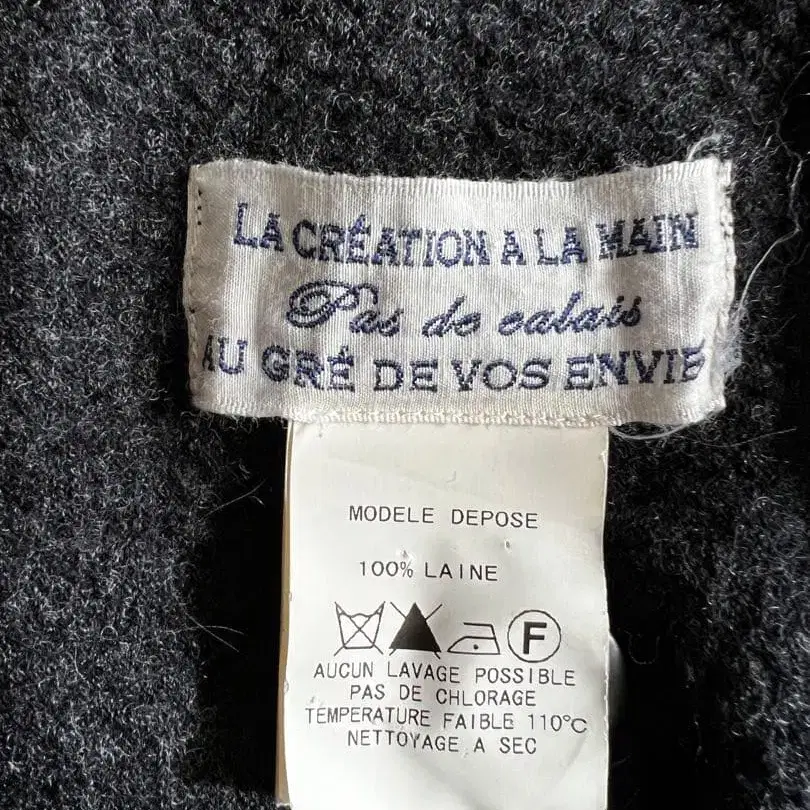 LA CRÉATION A LA MAIN
Pas de calais
AU GRÉ DE VOS ENVIE
MODELE DEPOSE
100% LAINE
F
AUCUN LAVAGE POSSIBLE
PAS DE CHLORAGE
TEMPERATURE FAIBLE 110°C
NETTOYAGE A SEC